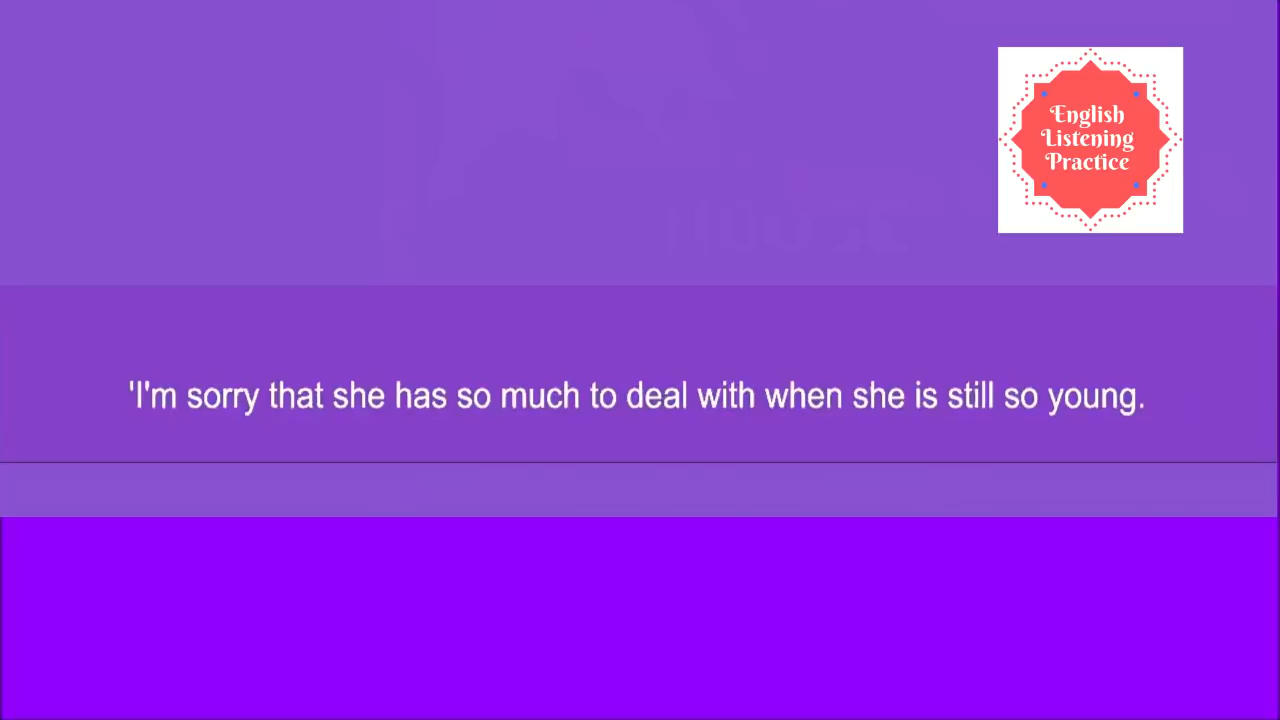 English
Listening
Practice
'I'm sorry that she has so much to deal with when she is still so young.